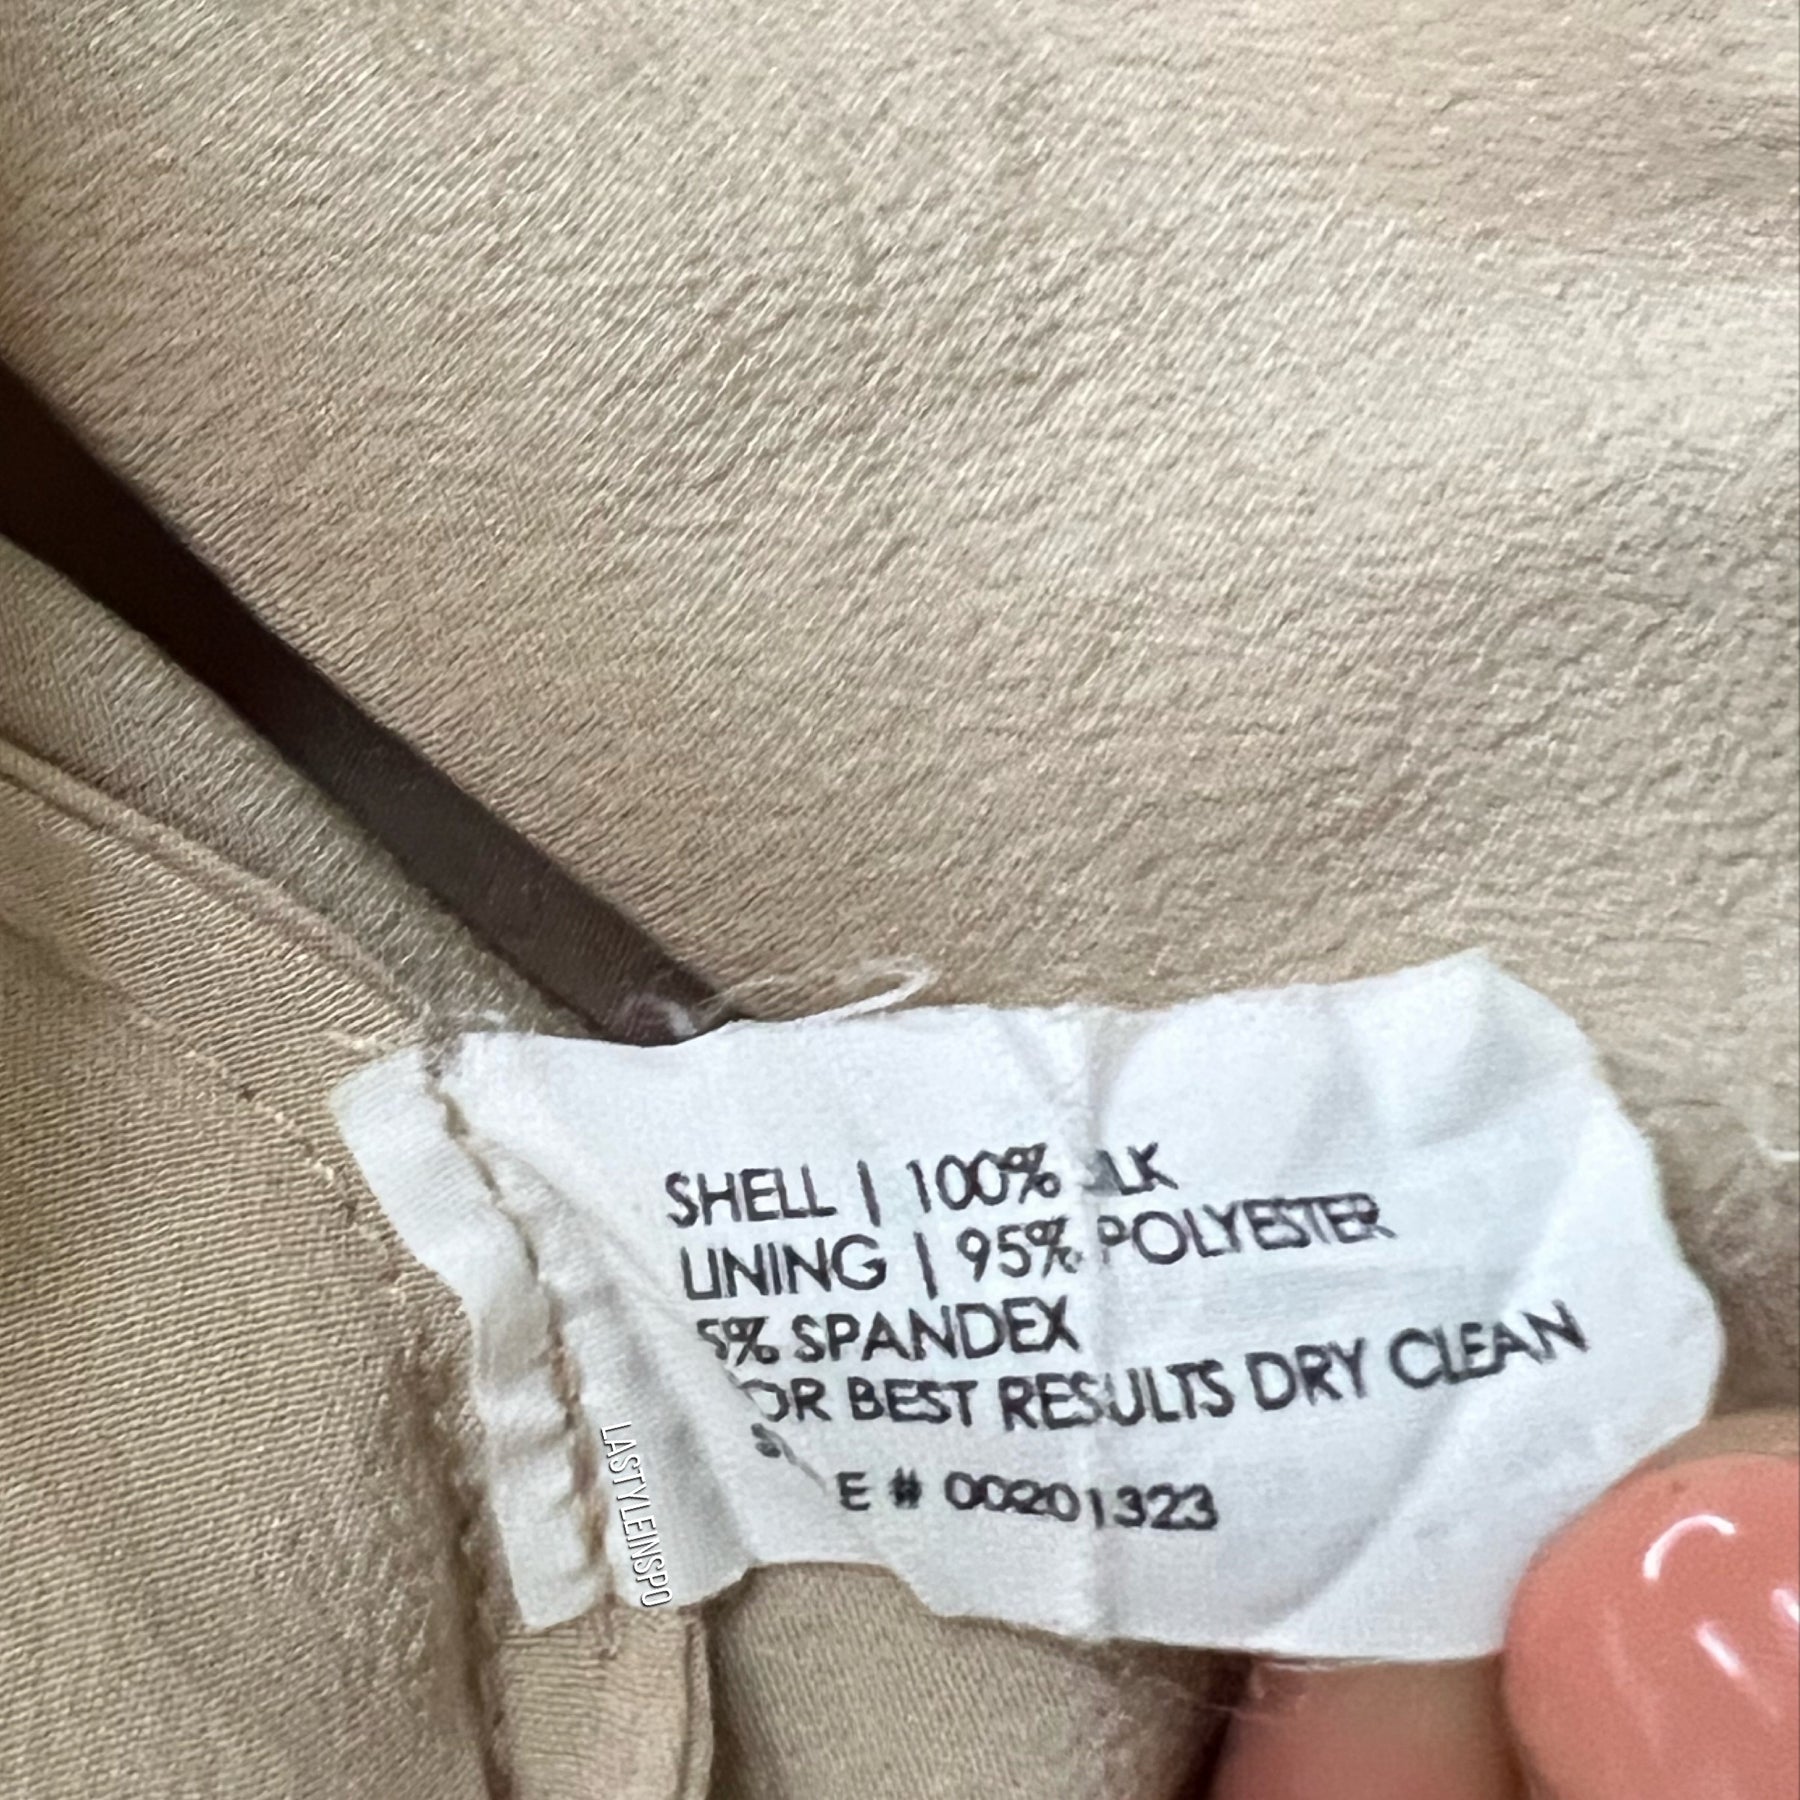 SHELL | 100% SILK
LINING | 95% POLYESTER
5% SPANDEX
FOR BEST RESULTS DRY CLEAN
E # 00201323
LASTYLEINSPO